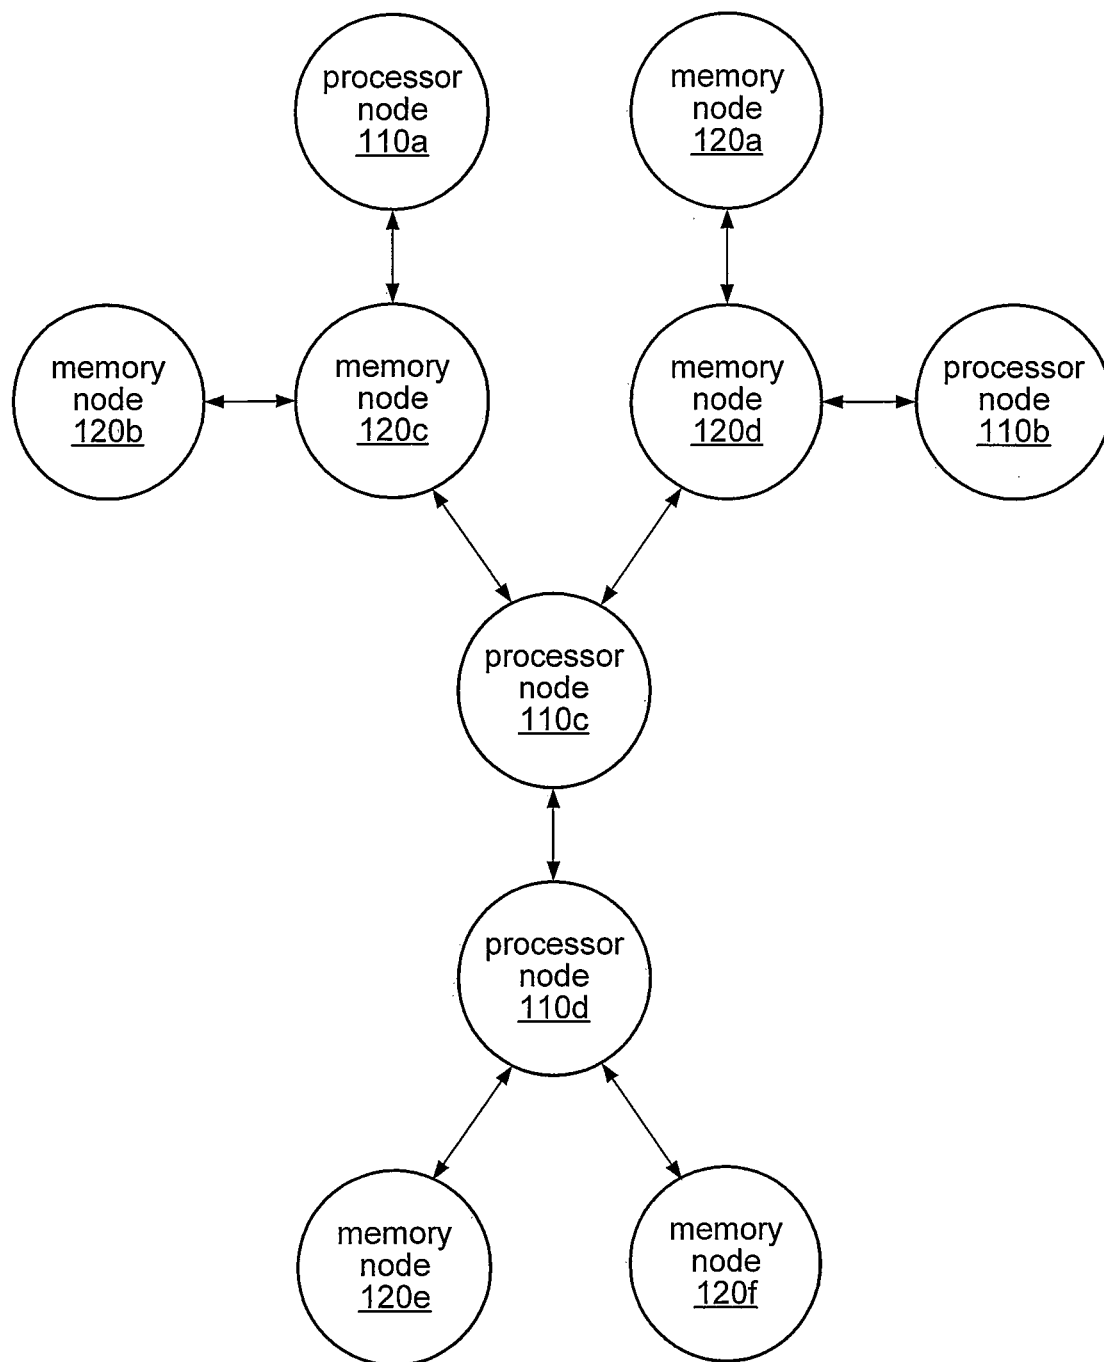 processor
node
110a
memory
node
120a
memory
node
120b
memory
node
120c
memory
node
120d
processor
node
110b
processor
node
110c
processor
node
110d
memory
node
120e
memory
node
120f